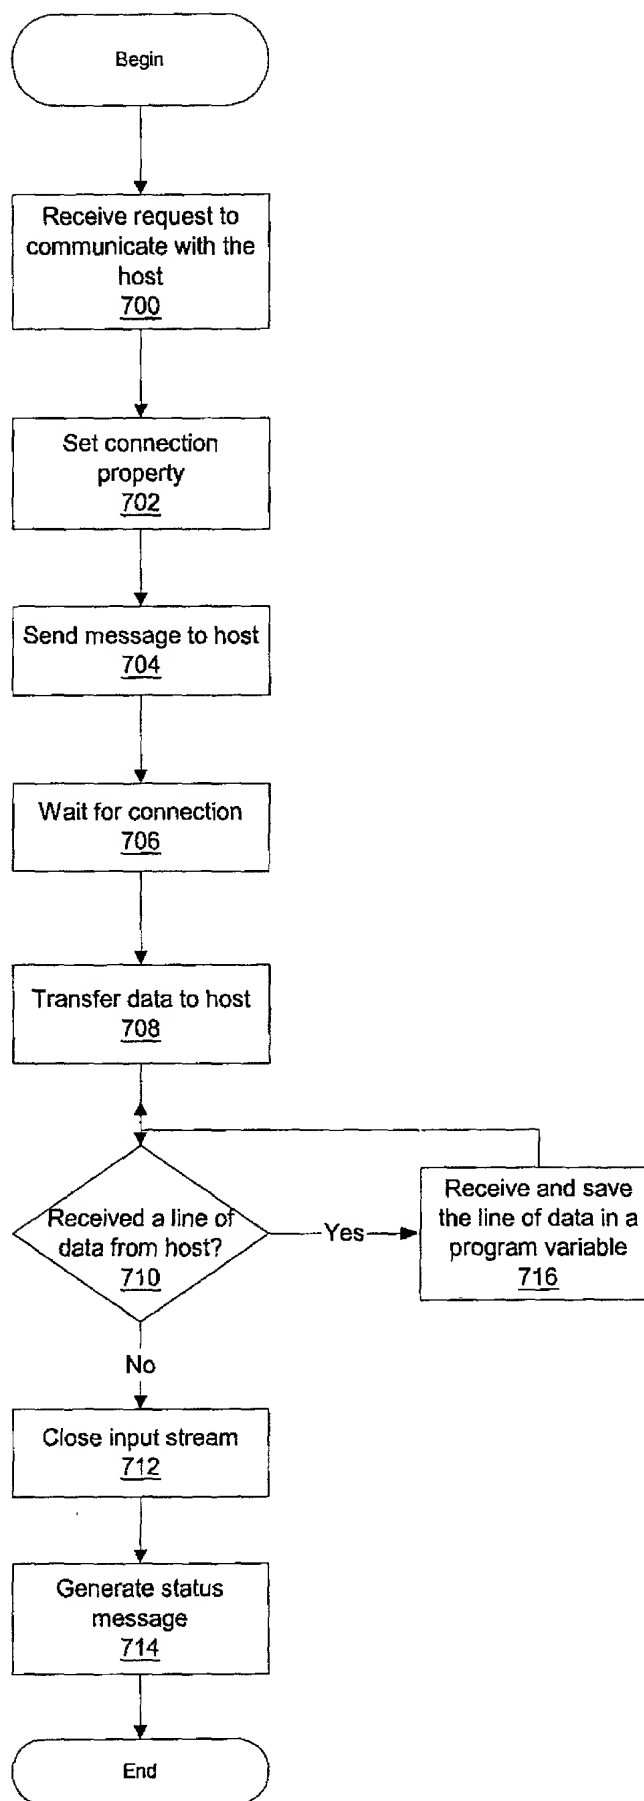 Begin
Receive request to
communicate with the
host
700
Set connection
property
702
Send message to host
704
Wait for connection
706
Transfer data to host
708
Received a line of
data from host?
710
Yes
Receive and save
the line of data in a
program variable
716
No
Close input stream
712
Generate status
message
714
End